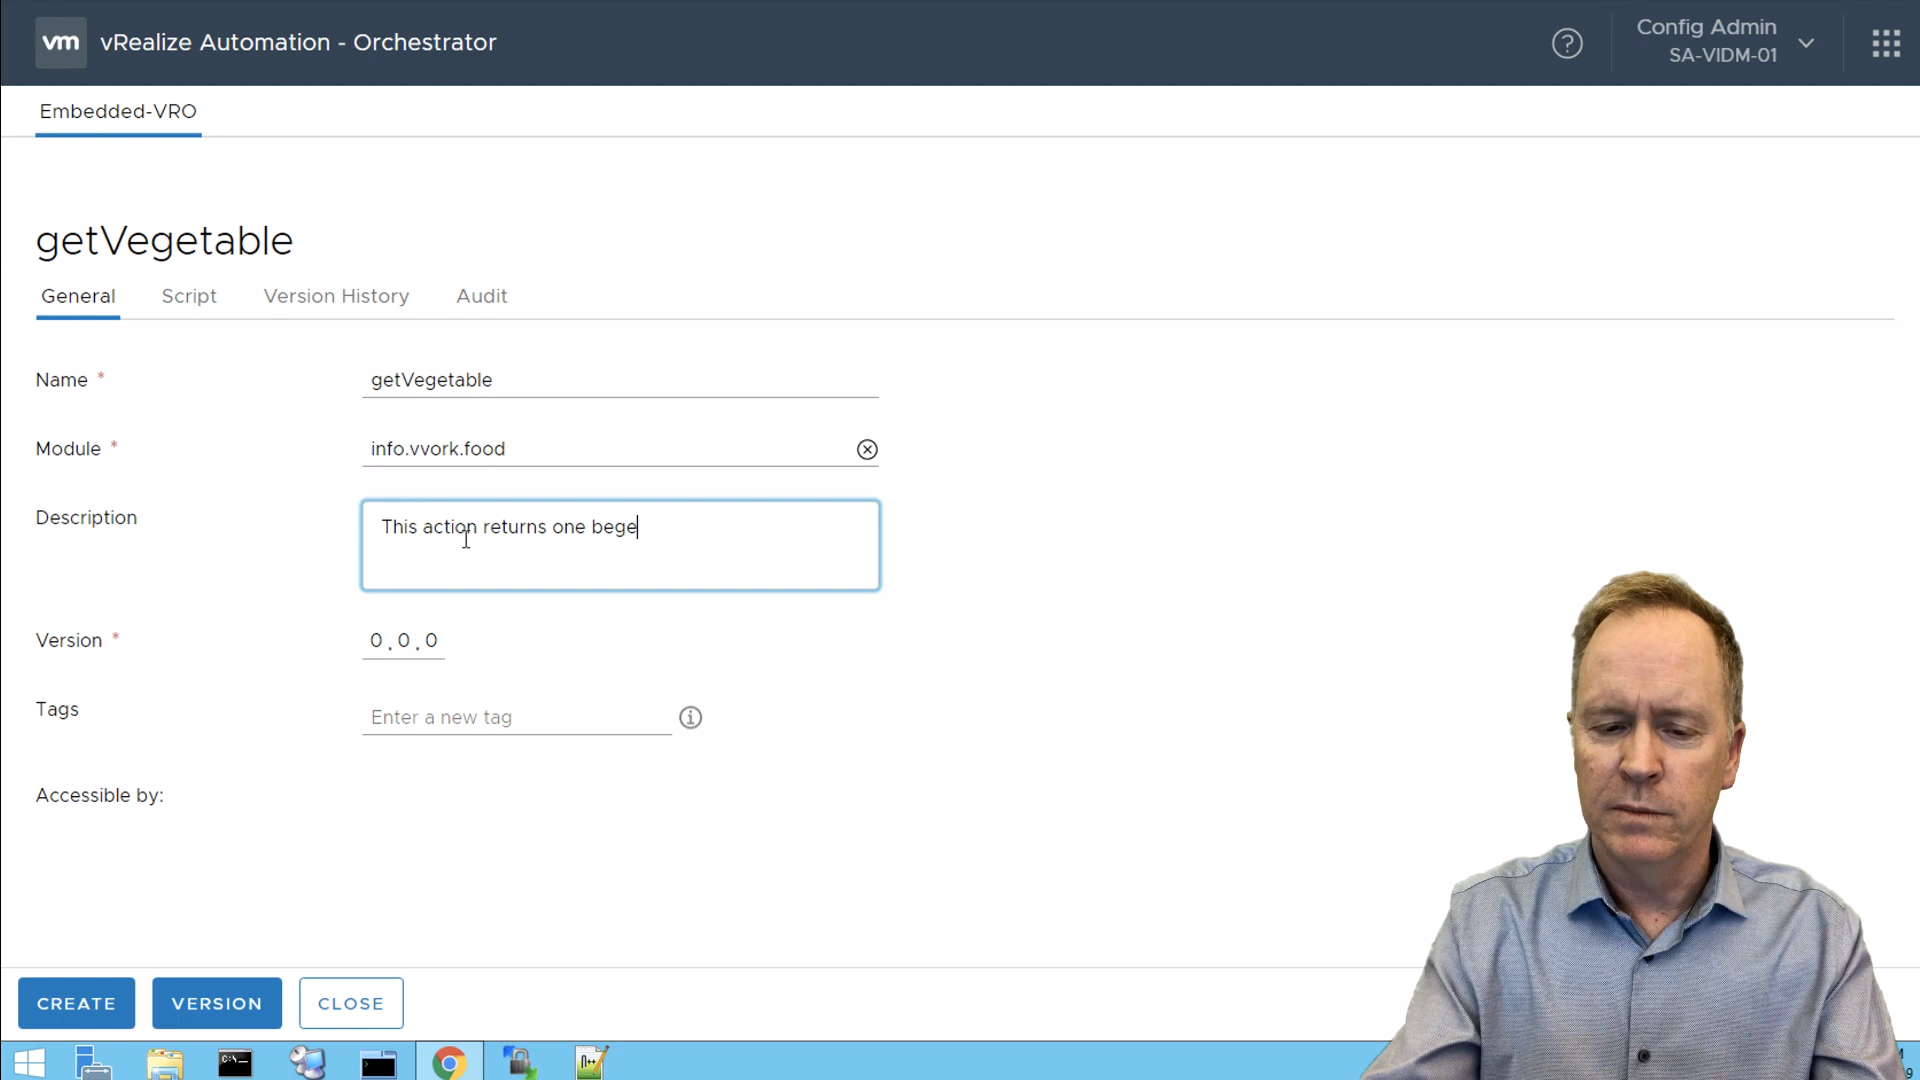 vm vRealize Automation - Orchestrator
Config Admin
SA-VIDM-01
Embedded-VRO
getVegetable
General Script Version History Audit
Name * getVegetable
Module * info.vvork.food
Description This action returns one bege
Version * 0 . 0 . 0
Tags Enter a new tag
Accessible by:
CREATE VERSION CLOSE